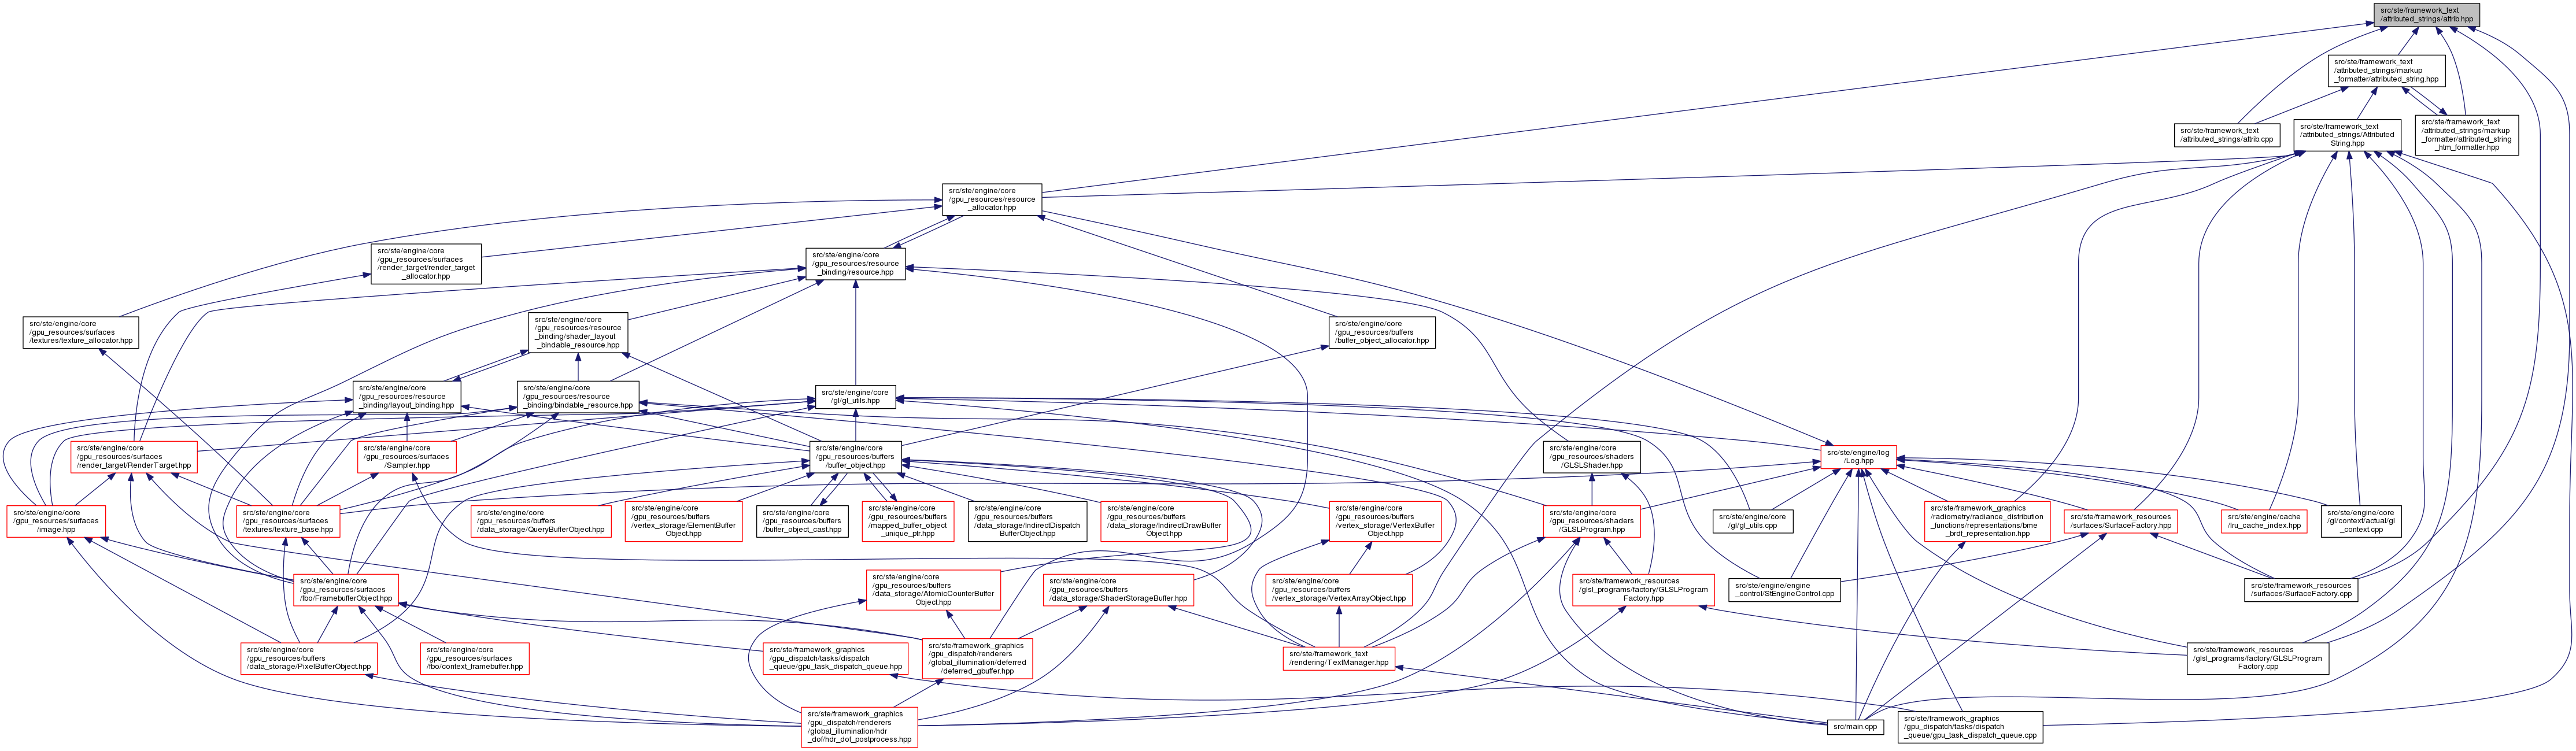 src/ste/framework_text
/attributed_strings/attrib.hpp
src/ste/framework_text
/attributed_strings/markup
_formatter/attributed_string.hpp
src/ste/framework_text
/attributed_strings/attrib.cpp
src/ste/framework_text
/attributed_strings/Attributed
String.hpp
src/ste/framework_text
/attributed_strings/markup
_formatter/attributed_string
_htm_formatter.hpp
src/ste/engine/core
/gpu_resources/resource
_allocator.hpp
src/ste/engine/core
/gpu_resources/surfaces
/render_target/render_target
_allocator.hpp
src/ste/engine/core
/gpu_resources/resource
_binding/resource.hpp
src/ste/engine/core
/gpu_resources/surfaces
/textures/texture_allocator.hpp
src/ste/engine/core
/gpu_resources/resource
_binding/shader_layout
_bindable_resource.hpp
src/ste/engine/core
/gpu_resources/buffers
/buffer_object_allocator.hpp
src/ste/engine/core
/gpu_resources/resource
_binding/layout_binding.hpp
src/ste/engine/core
/gpu_resources/resource
_binding/bindable_resource.hpp
src/ste/engine/core
/gl/gl_utils.hpp
src/ste/engine/core
/gpu_resources/surfaces
/render_target/RenderTarget.hpp
src/ste/engine/core
/gpu_resources/surfaces
/Sampler.hpp
src/ste/engine/core
/gpu_resources/buffers
/buffer_object.hpp
src/ste/engine/core
/gpu_resources/shaders
/GLSLShader.hpp
src/ste/engine/log
/Log.hpp
src/ste/engine/core
/gpu_resources/surfaces
/image.hpp
src/ste/engine/core
/gpu_resources/surfaces
/textures/texture_base.hpp
src/ste/engine/core
/gpu_resources/buffers
/data_storage/QueryBufferObject.hpp
src/ste/engine/core
/gpu_resources/buffers
/vertex_storage/ElementBuffer
Object.hpp
src/ste/engine/core
/gpu_resources/buffers
/buffer_object_cast.hpp
src/ste/engine/core
/gpu_resources/buffers
/mapped_buffer_object
_unique_ptr.hpp
src/ste/engine/core
/gpu_resources/buffers
/data_storage/IndirectDispatch
BufferObject.hpp
src/ste/engine/core
/gpu_resources/buffers
/data_storage/IndirectDrawBuffer
Object.hpp
src/ste/engine/core
/gpu_resources/buffers
/vertex_storage/VertexBuffer
Object.hpp
src/ste/engine/core
/gpu_resources/shaders
/GLSLProgram.hpp
src/ste/engine/core
/gl/gl_utils.cpp
src/ste/framework_graphics
/radiometry/radiance_distribution
_functions/representations/bme
_brdf_representation.hpp
src/ste/framework_resources
/surfaces/SurfaceFactory.hpp
src/ste/engine/cache
/lru_cache_index.hpp
src/ste/engine/core
/gl/context/actual/gl
_context.cpp
src/ste/engine/core
/gpu_resources/surfaces
/fbo/FramebufferObject.hpp
src/ste/engine/core
/gpu_resources/buffers
/data_storage/AtomicCounterBuffer
Object.hpp
src/ste/engine/core
/gpu_resources/buffers
/data_storage/ShaderStorageBuffer.hpp
src/ste/engine/core
/gpu_resources/buffers
/vertex_storage/VertexArrayObject.hpp
src/ste/framework_resources
/glsl_programs/factory/GLSLProgram
Factory.hpp
src/ste/engine/engine
_control/StEngineControl.cpp
src/ste/framework_resources
/surfaces/SurfaceFactory.cpp
src/ste/engine/core
/gpu_resources/buffers
/data_storage/PixelBufferObject.hpp
src/ste/engine/core
/gpu_resources/surfaces
/fbo/context_framebuffer.hpp
src/ste/framework_graphics
/gpu_dispatch/tasks/dispatch
_queue/gpu_task_dispatch_queue.hpp
src/ste/framework_graphics
/gpu_dispatch/renderers
/global_illumination/deferred
/deferred_gbuffer.hpp
src/ste/framework_text
/rendering/TextManager.hpp
src/ste/framework_resources
/glsl_programs/factory/GLSLProgram
Factory.cpp
src/ste/framework_graphics
/gpu_dispatch/renderers
/global_illumination/hdr
_dof/hdr_dof_postprocess.hpp
src/main.cpp
src/ste/framework_graphics
/gpu_dispatch/tasks/dispatch
_queue/gpu_task_dispatch_queue.cpp